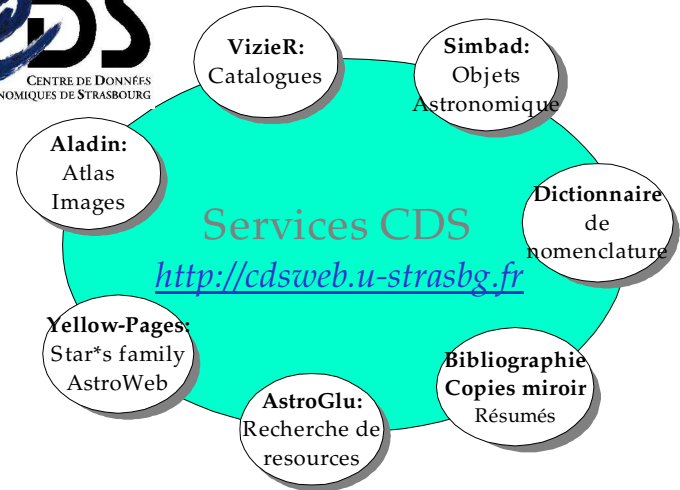 CDS
CENTRE DE DONNÉES
NOMIQUES DE STRASBOURG
VizieR:
Catalogues
Simbad:
Objets
Astronomique
Aladin:
Atlas
Images
Dictionnaire
de
nomenclature
Services CDS
http://cdsweb.u-strasbg.fr
Yellow-Pages:
Star*s family
AstroWeb
Bibliographie
Copies miroir
Résumés
AstroGlu:
Recherche de
resources